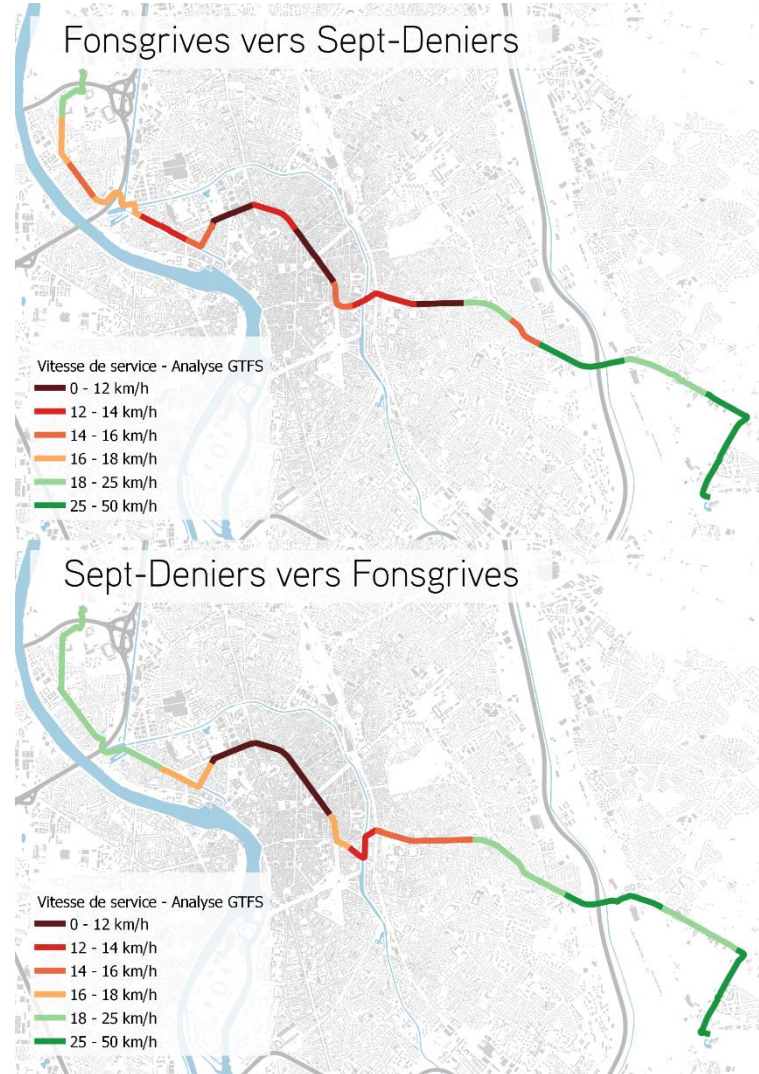 Fonsgrives vers Sept-Deniers
Vitesse de service - Analyse GTFS
0 - 12 km/h
12 - 14 km/h
14 - 16 km/h
16 - 18 km/h
18 - 25 km/h
25 - 50 km/h
Sept-Deniers vers Fonsgrives
Vitesse de service - Analyse GTFS
0 - 12 km/h
12 - 14 km/h
14 - 16 km/h
16 - 18 km/h
18 - 25 km/h
25 - 50 km/h